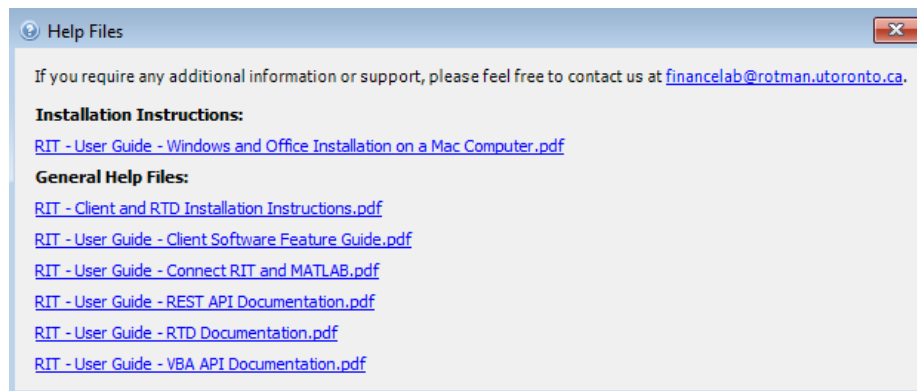 Help Files
If you require any additional information or support, please feel free to contact us at financelab@rotman.utoronto.ca.
Installation Instructions:
RIT - User Guide - Windows and Office Installation on a Mac Computer.pdf
General Help Files:
RIT - Client and RTD Installation Instructions.pdf
RIT - User Guide - Client Software Feature Guide.pdf
RIT - User Guide - Connect RIT and MATLAB.pdf
RIT - User Guide - REST API Documentation.pdf
RIT - User Guide - RTD Documentation.pdf
RIT - User Guide - VBA API Documentation.pdf